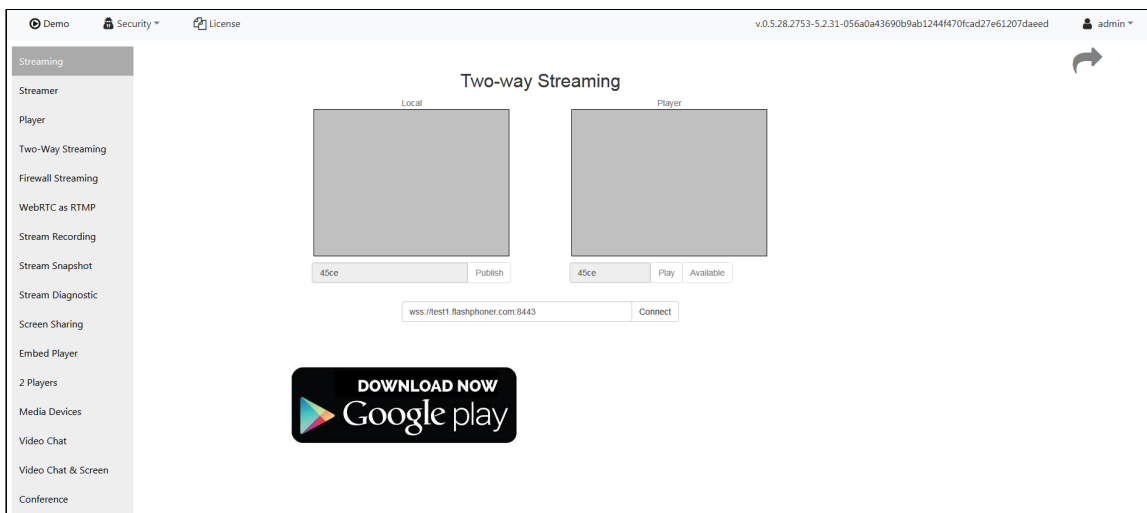 Demo Security License v.0.5.28.2753-5.2.31-056a0a43690b9ab1244f470fcad27e61207daeed admin
Streaming
Streamer
Player
Two-Way Streaming
Firewall Streaming
WebRTC as RTMP
Stream Recording
Stream Snapshot
Stream Diagnostic
Screen Sharing
Embed Player
2 Players
Media Devices
Video Chat
Video Chat & Screen
Conference
Two-way Streaming
Local Player
45ce Publish 45ce Play Available
wss://test1.flashphoner.com:8443 Connect
DOWNLOAD NOW
Google play